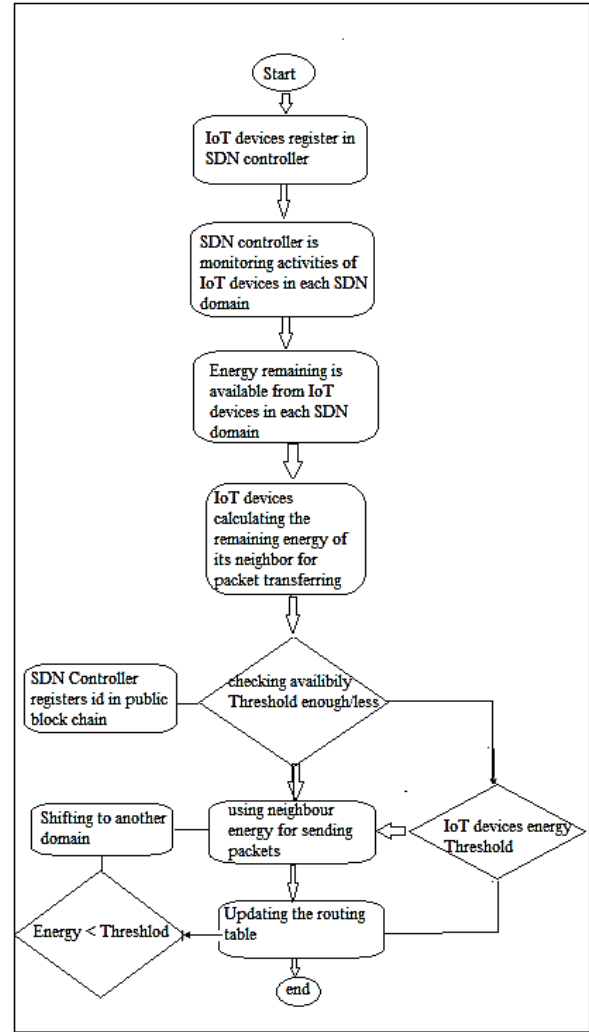 Start
IoT devices register in
SDN controller
SDN controller is
monitoring activities of
IoT devices in each SDN
domain
Energy remaining is
available from IoT
devices in each SDN
domain
IoT devices
calculating the
remaining energy of
its neighbor for
packet transferring
SDN Controller
registers id in public
block chain
checking availibily
Threshold enough/less
Shifting to another
domain
using neighbour
energy for sending
packets
IoT devices energy
Threshold
Energy < Threshlod
Updating the routing
table
end